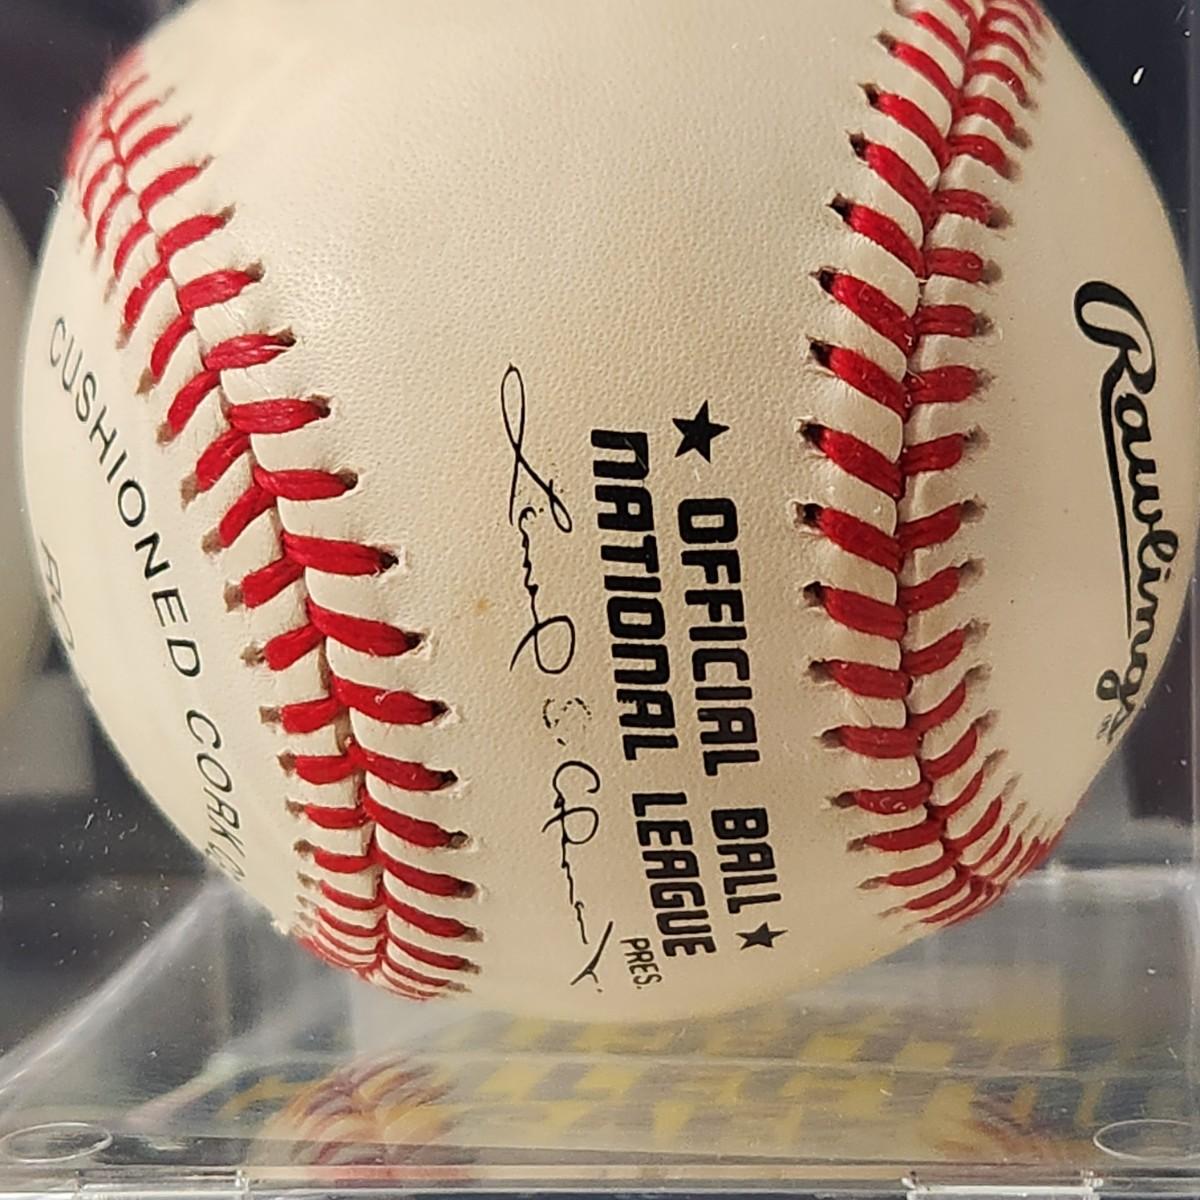 CUSHIONED CORK
★ OFFICIAL BALL ★
NATIONAL LEAGUE
PRES.
Rawlings